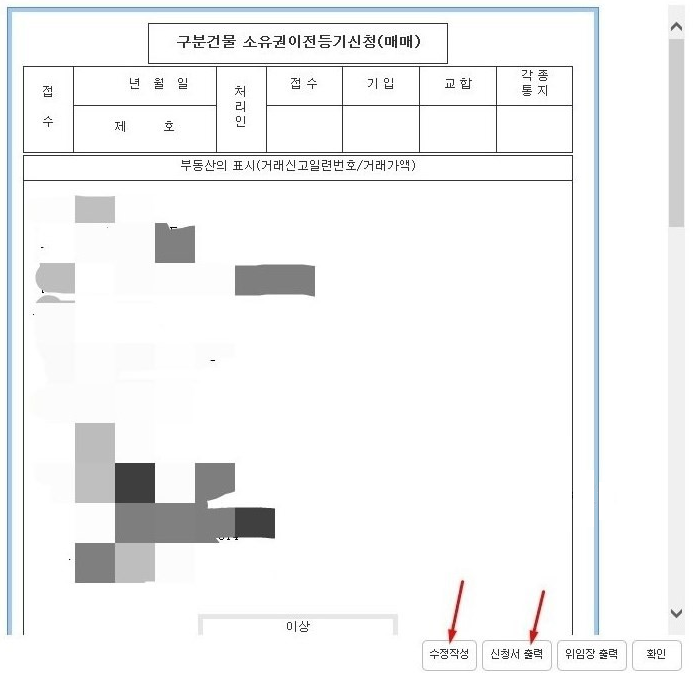 구분건물 소유권이전등기신청(매매)
접수
년 월 일
제 호
처리인
접 수
기 입
교 합
각 종
통 지
부동산의 표시(거래신고일련번호/거래가액)
이상
수정작성
신청서 출력
위임장 출력
확인